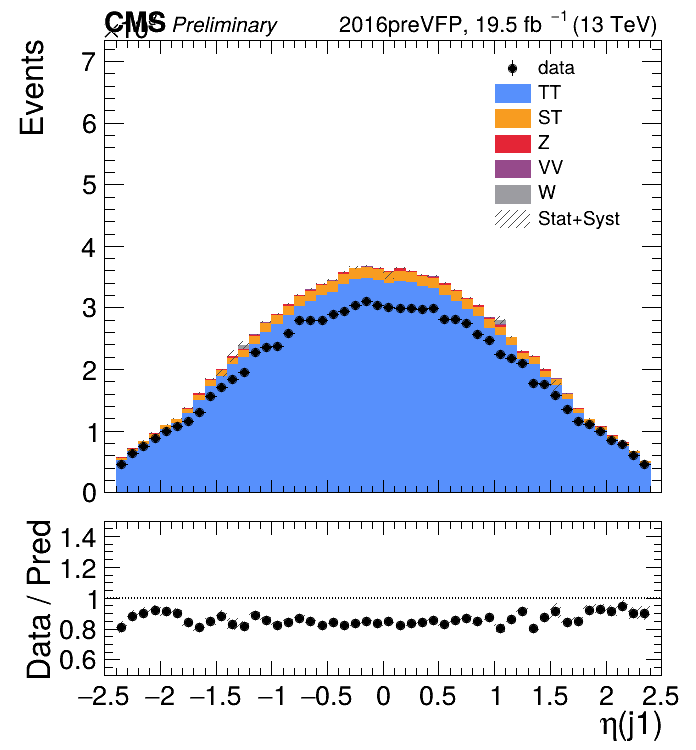 CMS Preliminary 2016preVFP, 19.5 fb⁻¹ (13 TeV)
Events
7
6
5
4
3
2
1
0
data
TT
ST
Z
VV
W
Stat+Syst
Data / Pred
1.4
1.2
1
0.8
0.6
−2.5 −2 −1.5 −1 −0.5 0 0.5 1 1.5 2 2.5
η(j1)